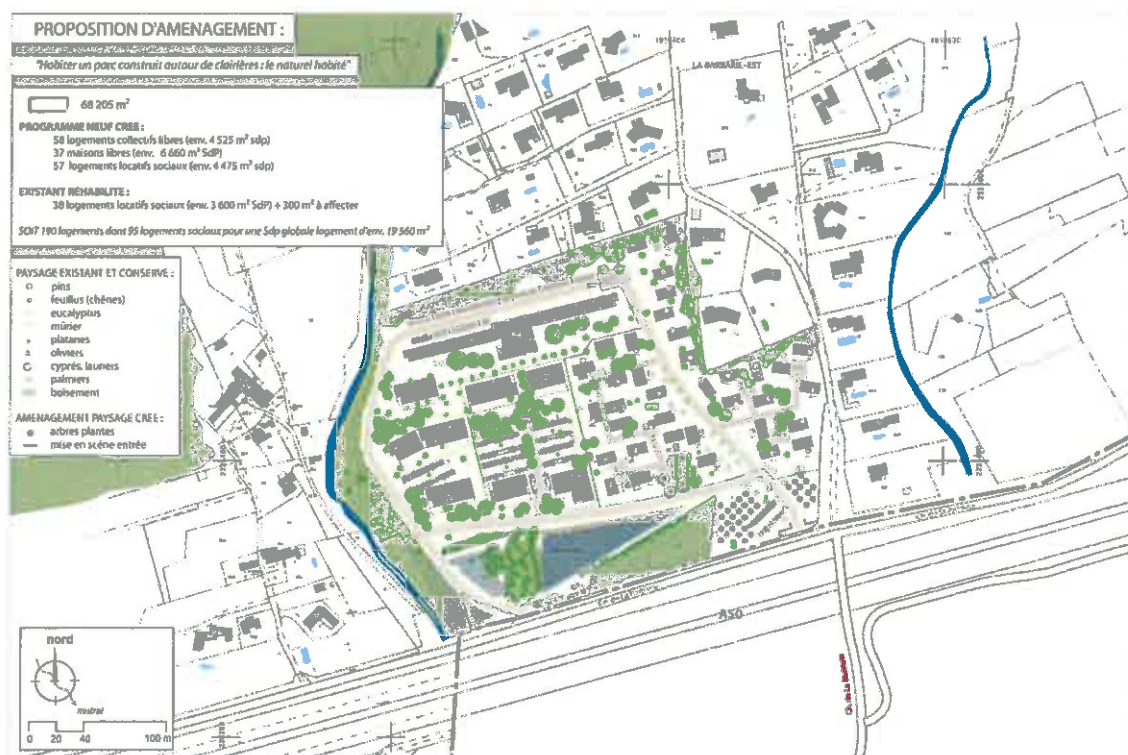 PROPOSITION D'AMENAGEMENT :
"Habiter un parc construit autour de clairières : le naturel habité"
68 205 m²
PROGRAMME NEUF CREE :
58 logements collectifs libres (env. 4 525 m² sdp)
37 maisons libres (env. 6 660 m² SdP)
57 logements locatifs sociaux (env. 4 475 m² sdp)
EXISTANT REHABILITE :
38 logements locatifs sociaux (env. 3 600 m² SdP) + 300 m² à affecter
SOIT 190 logements dont 95 logements sociaux pour une Sdp globale logement d'env. 19 560 m²
PAYSAGE EXISTANT ET CONSERVE :
pins
feuillus (chênes)
eucalyptus
mûrier
platanes
oliviers
cyprés, lauriers
palmiers
boisement
AMENAGEMENT PAYSAGE CREE :
arbres plantes
mise en scène entrée
LA BARBARIE-EST
A50
nord
mistral
0 20 40 100 m